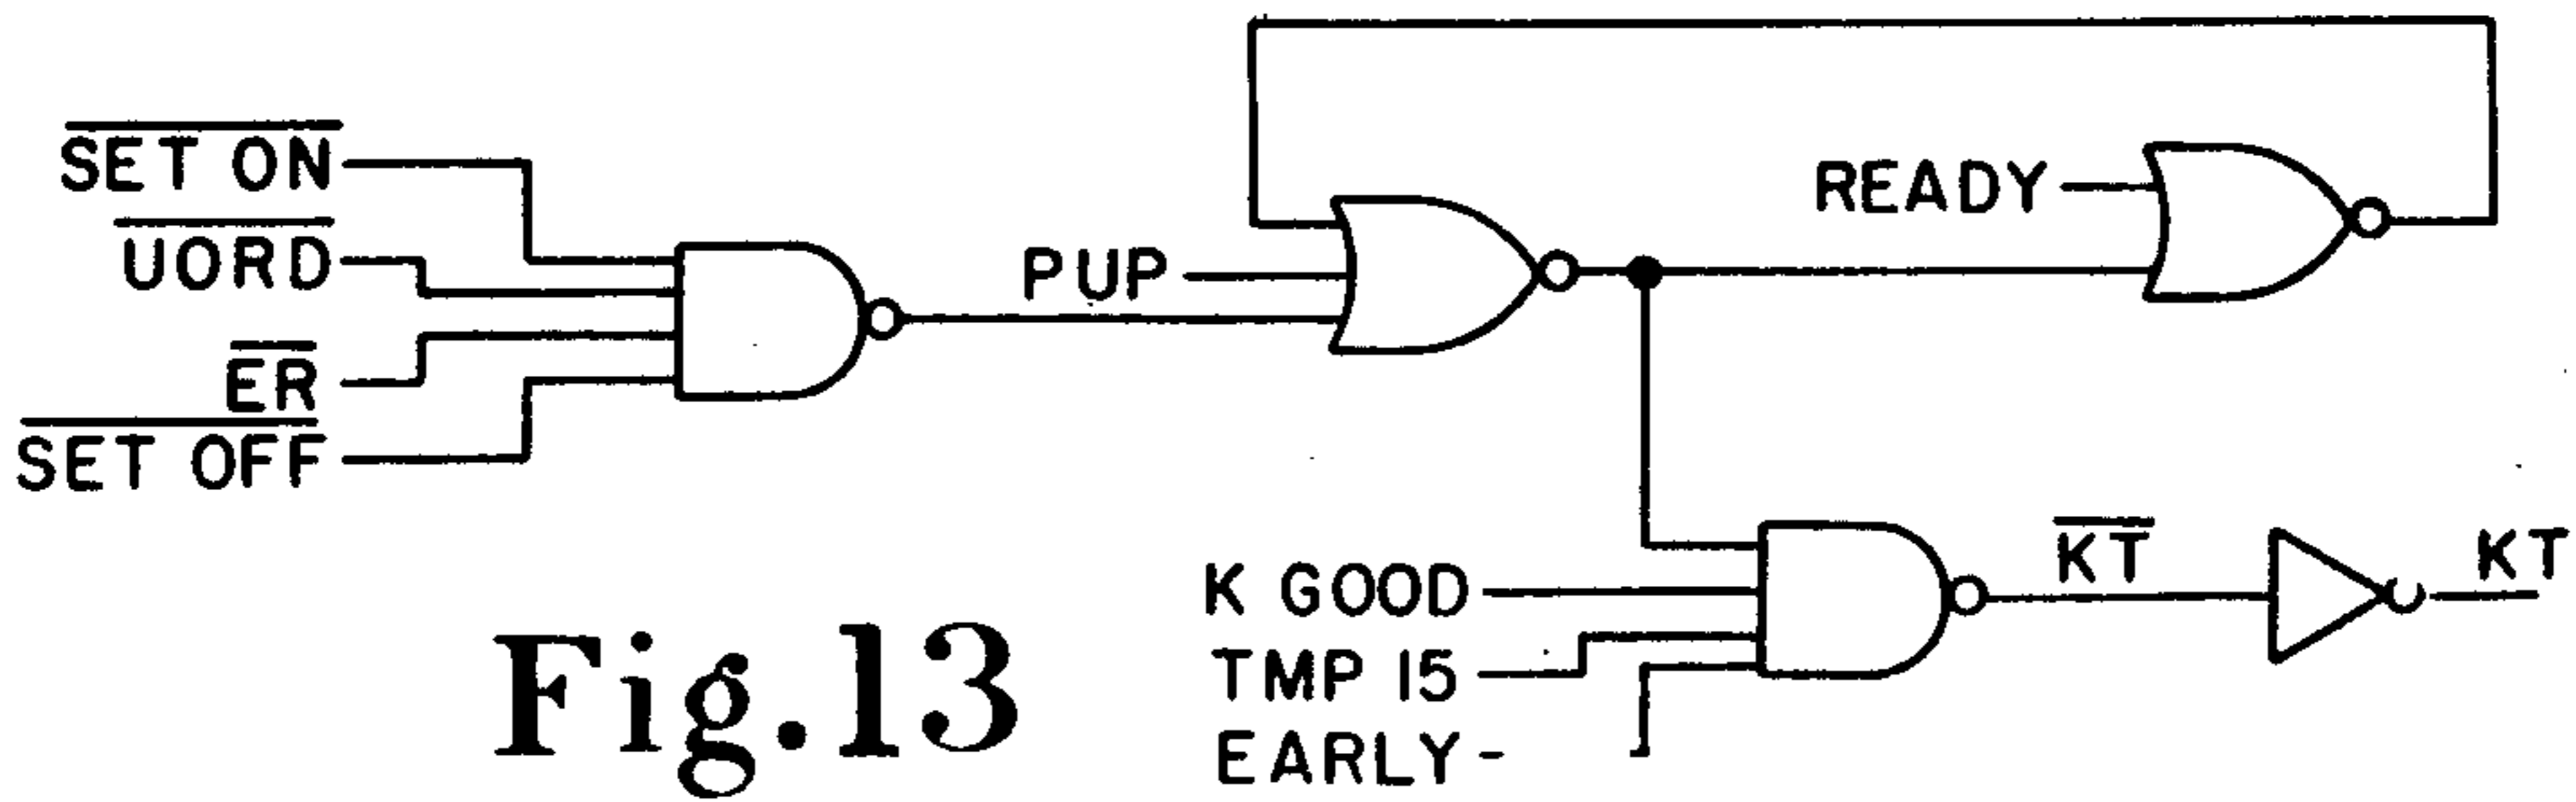 SET ON
UORD
ER
SET OFF
PUP
READY
K GOOD
TMP 15
EARLY-
KT
KT
Fig.13